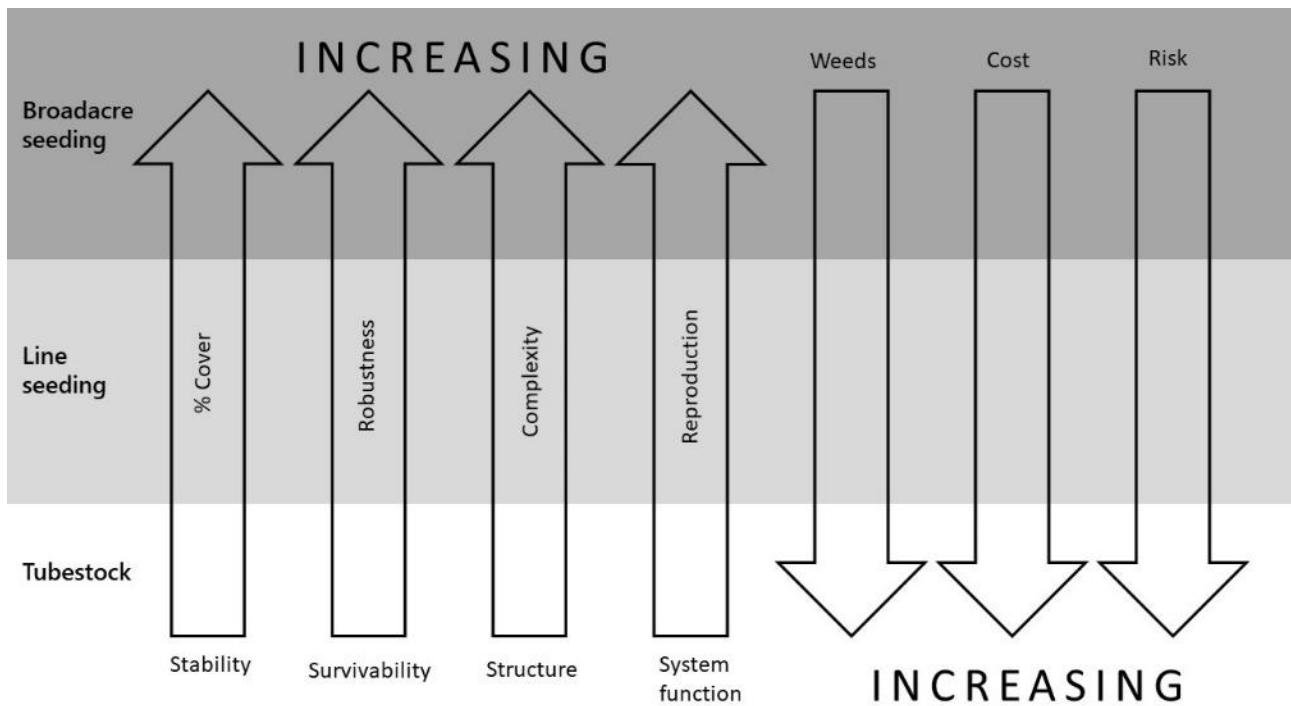 INCREASING
Weeds
Cost
Risk
Broadacre
seeding
Line
seeding
% Cover
Robustness
Complexity
Reproduction
Tubestock
Stability
Survivability
Structure
System
function
INCREASING